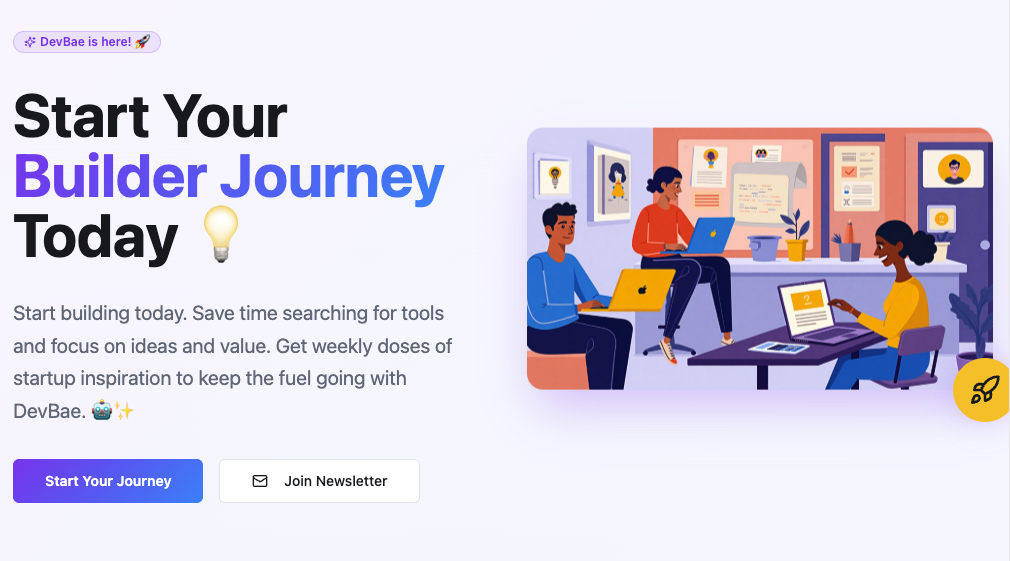 DevBae is here! 🚀
Start Your
Builder Journey
Today 💡
Start building today. Save time searching for tools
and focus on ideas and value. Get weekly doses of
startup inspiration to keep the fuel going with
DevBae. 🤖✨
Start Your Journey
Join Newsletter